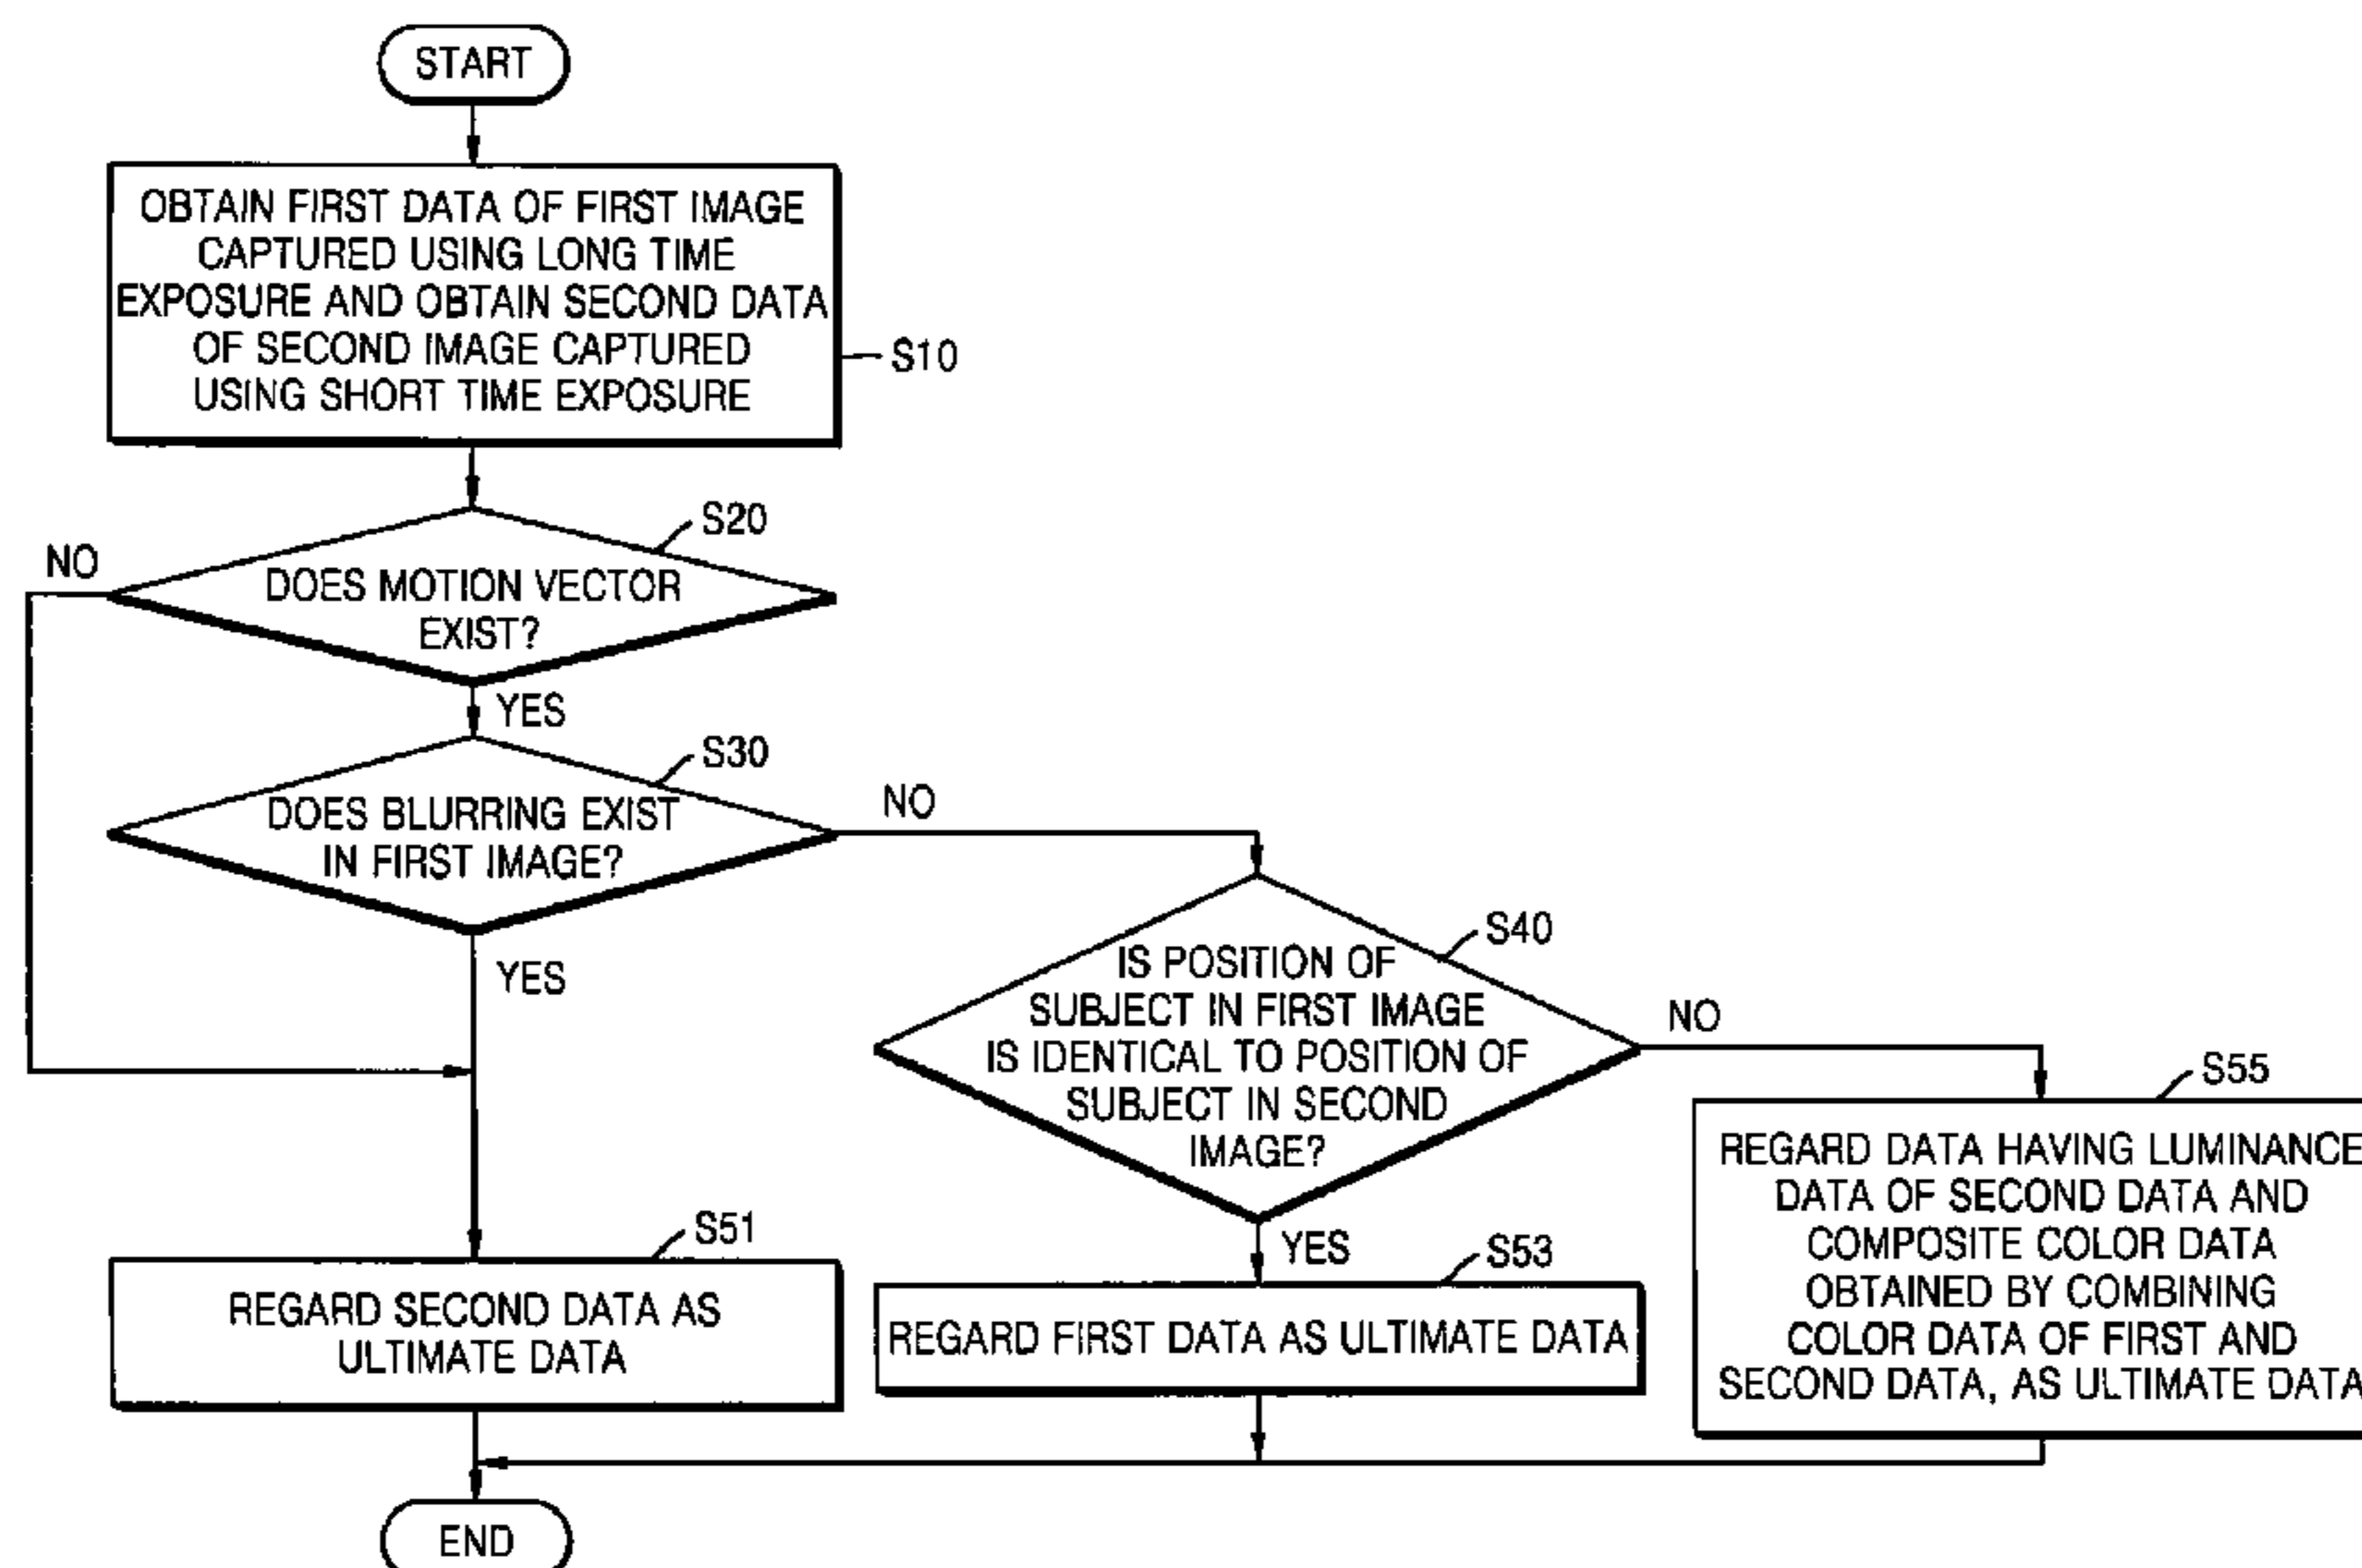 START
OBTAIN FIRST DATA OF FIRST IMAGE
CAPTURED USING LONG TIME
EXPOSURE AND OBTAIN SECOND DATA
OF SECOND IMAGE CAPTURED
USING SHORT TIME EXPOSURE
S10
S20
NO
DOES MOTION VECTOR
EXIST?
YES
S30
DOES BLURRING EXIST
IN FIRST IMAGE?
NO
YES
S40
IS POSITION OF
SUBJECT IN FIRST IMAGE
IS IDENTICAL TO POSITION OF
SUBJECT IN SECOND
IMAGE?
NO
YES
S55
REGARD DATA HAVING LUMINANCE
DATA OF SECOND DATA AND
COMPOSITE COLOR DATA
OBTAINED BY COMBINING
COLOR DATA OF FIRST AND
SECOND DATA, AS ULTIMATE DATA
S51
REGARD SECOND DATA AS
ULTIMATE DATA
S53
REGARD FIRST DATA AS ULTIMATE DATA
END